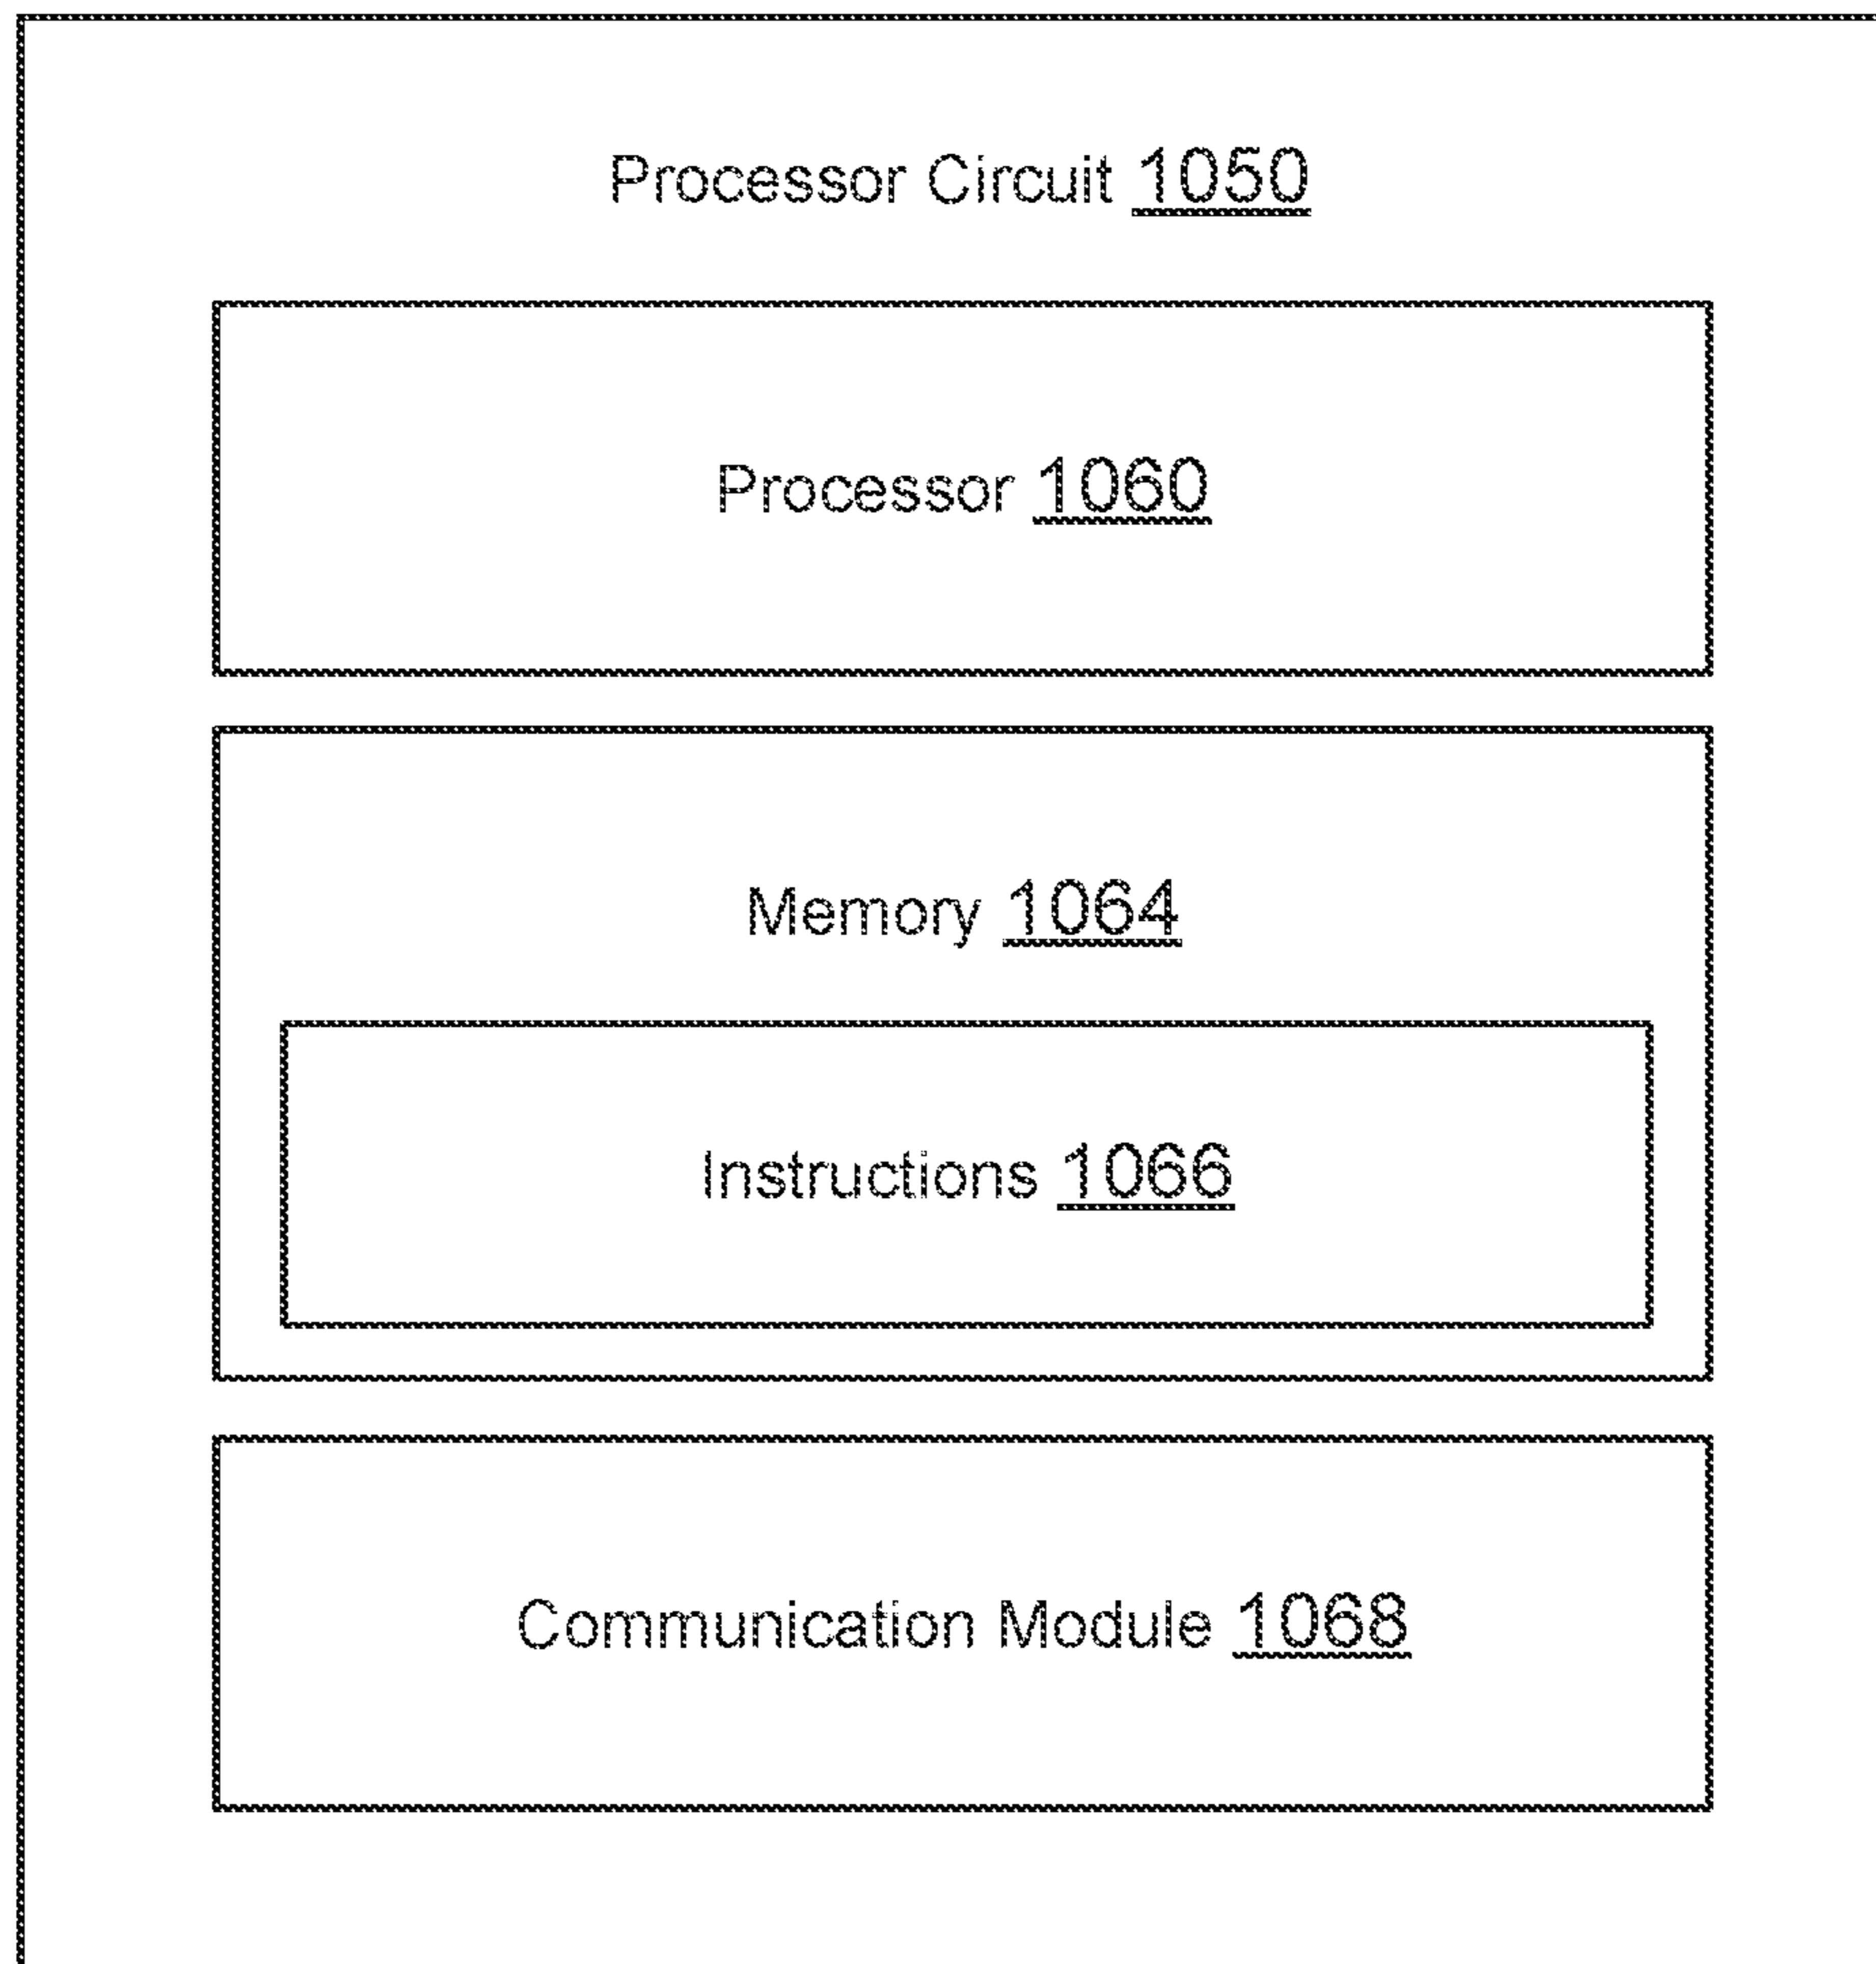 Processor Circuit 1050
Processor 1060
Memory 1064
Instructions 1066
Communication Module 1068